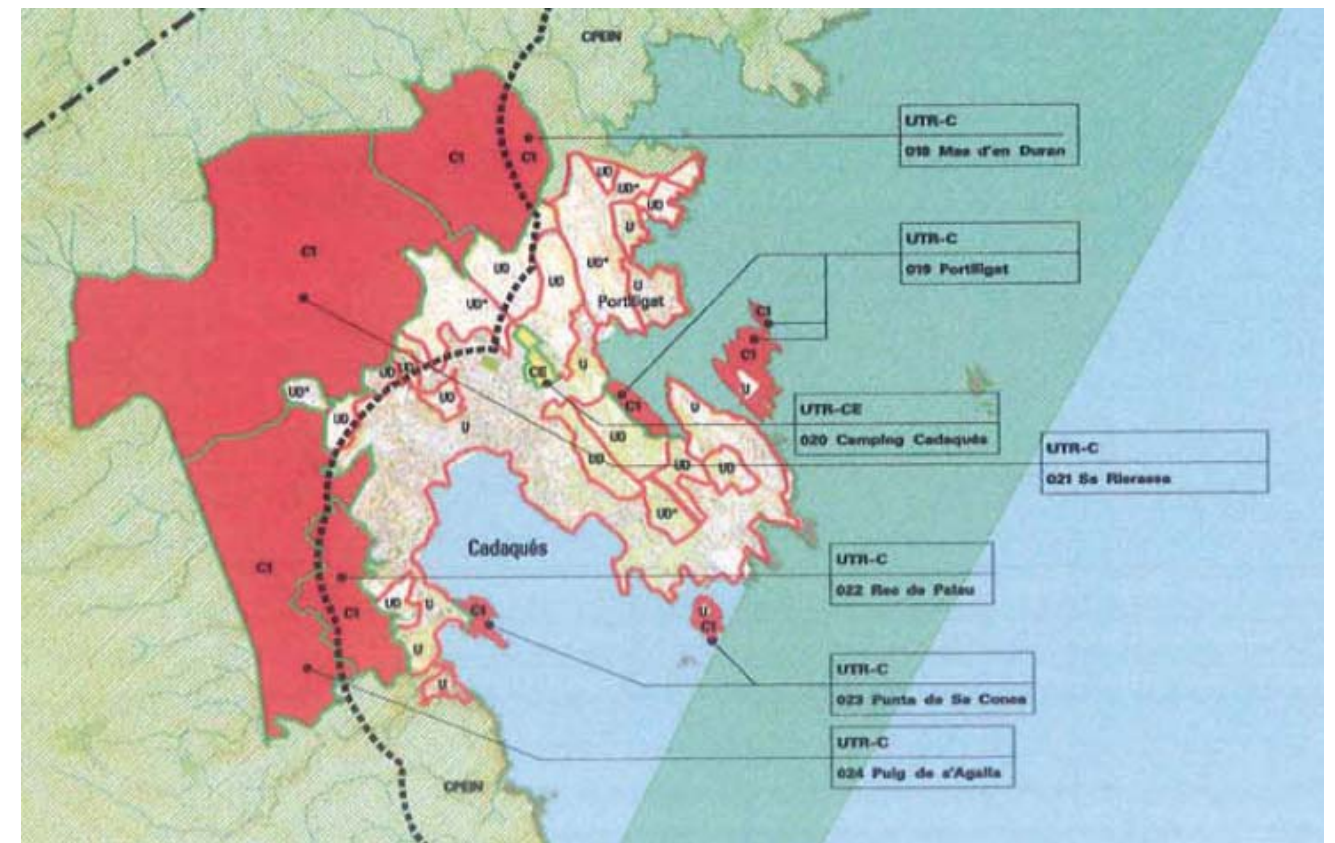 CPEIN
UTR-C
018 Mas d'en Duran
C1
C1
UD
UD*
UD
U
UTR-C
019 Portlligat
C1
UD
UD*
U
UD
UD*
Portlligat
C1
C1
U
CE
U
UD
UD*
UD
C1
U
UTR-CE
020 Camping Cadaqués
UD
U
UD
UD
UD
UD
UTR-C
021 Sa Rierassa
UD*
Cadaqués
C1
UTR-C
022 Rec de Palau
UD
U
C1
C1
U
C1
U
UTR-C
023 Punta de Sa Conca
U
UTR-C
024 Puig de s'Agalla
CPEIN